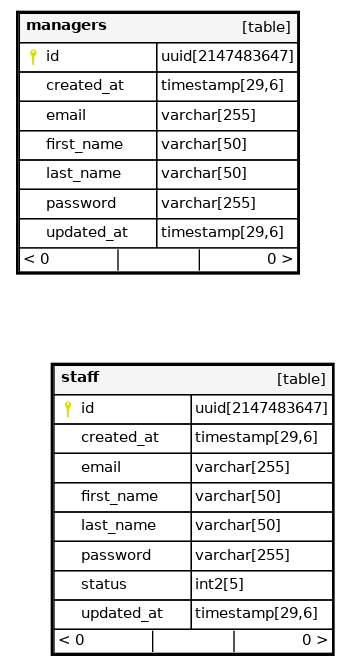 managers [table]
id uuid[2147483647]
created_at timestamp[29,6]
email varchar[255]
first_name varchar[50]
last_name varchar[50]
password varchar[255]
updated_at timestamp[29,6]
< 0 0 >
staff [table]
id uuid[2147483647]
created_at timestamp[29,6]
email varchar[255]
first_name varchar[50]
last_name varchar[50]
password varchar[255]
status int2[5]
updated_at timestamp[29,6]
< 0 0 >